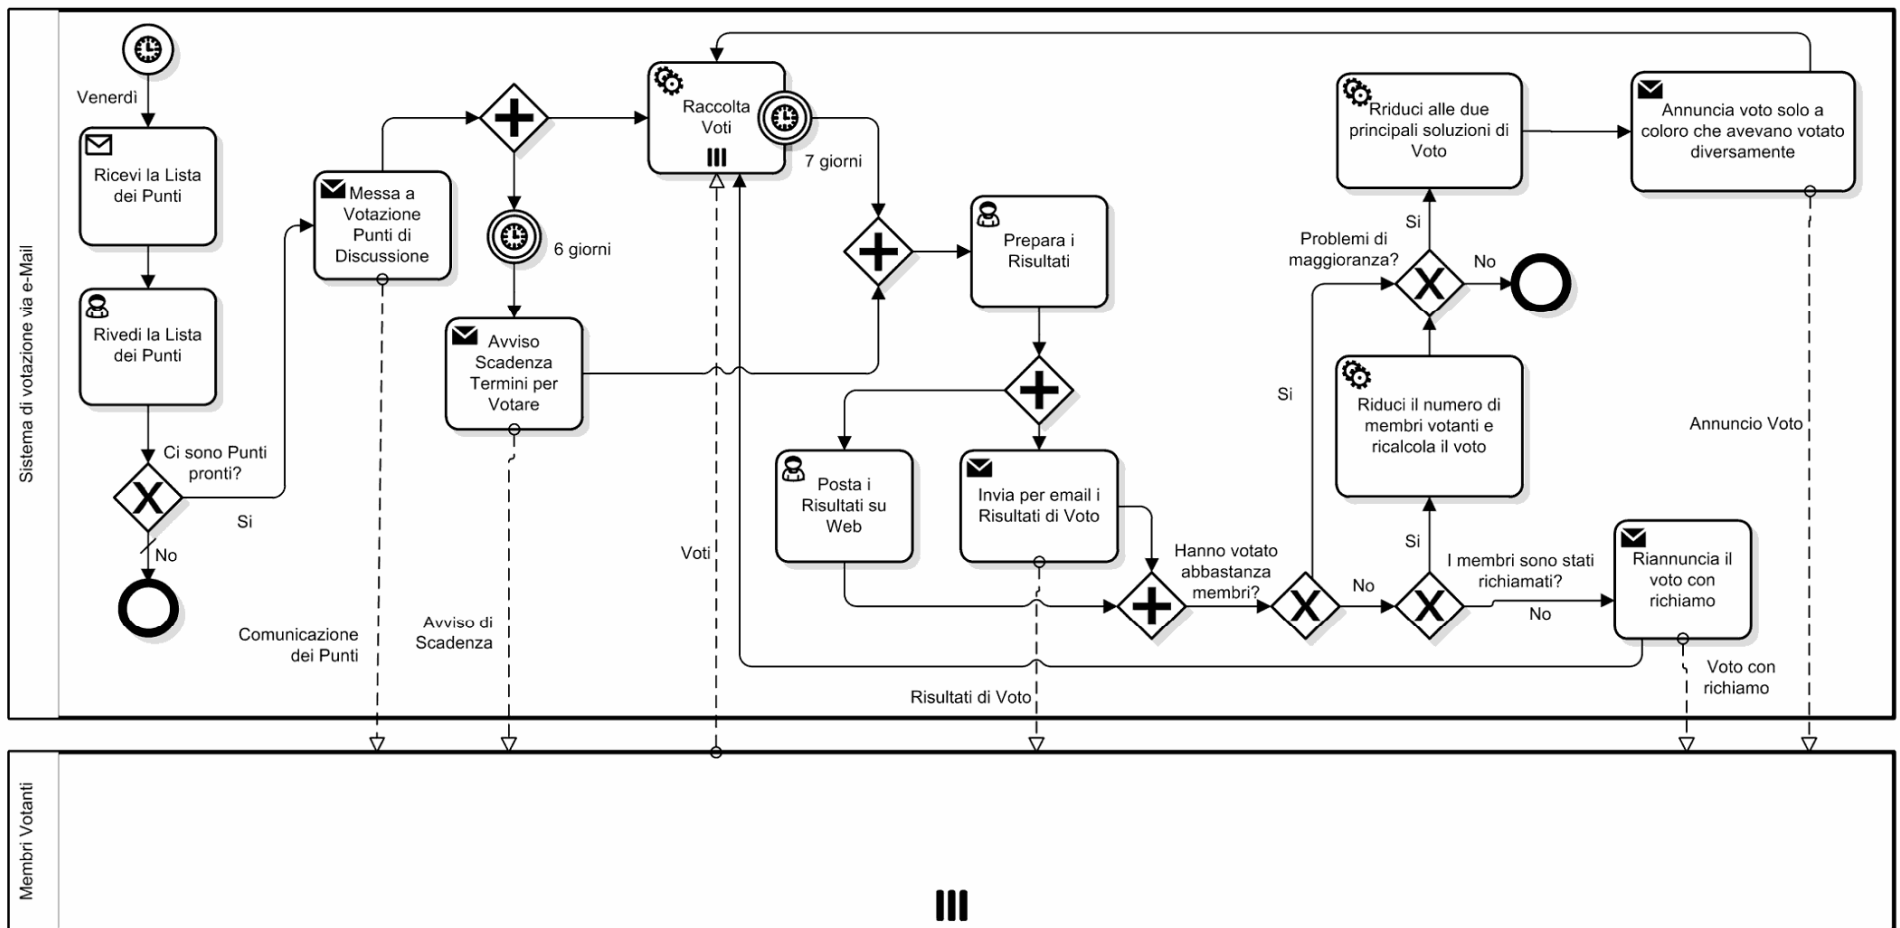 Sistema di votazione via e-Mail
Venerdì
Ricevi la Lista
dei Punti
Rivedi la Lista
dei Punti
Ci sono Punti
pronti?
Si
No
Messa a
Votazione
Punti di
Discussione
Comunicazione
dei Punti
6 giorni
Avviso
Scadenza
Termini per
Votare
Avviso di
Scadenza
Raccolta
Voti
7 giorni
Voti
Prepara i
Risultati
Posta i
Risultati su
Web
Invia per email i
Risultati di Voto
Risultati di Voto
Hanno votato
abbastanza
membri?
Si
No
I membri sono stati
richiamati?
Si
No
Riduci il numero di
membri votanti e
ricalcola il voto
Problemi di
maggioranza?
Si
No
Rriduci alle due
principali soluzioni di
Voto
Annuncia voto solo a
coloro che avevano votato
diversamente
Annuncio Voto
Riannuncia il
voto con
richiamo
Voto con
richiamo
Membri Votanti